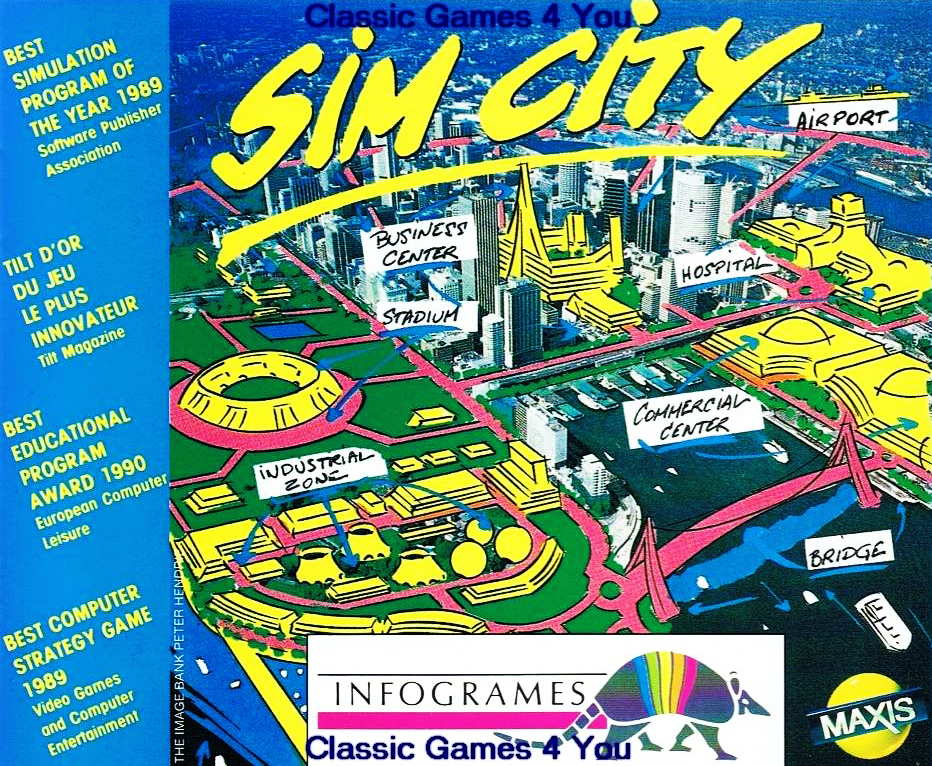 Classic Games 4 You
SIM CITY
BEST
SIMULATION
PROGRAM OF
THE YEAR 1989
Software Publisher
Association
TILT D'OR
DU JEU
LE PLUS
INNOVATEUR
Tilt Magazine
BEST
EDUCATIONAL
PROGRAM
AWARD 1990
European Computer
Leisure
BEST COMPUTER
STRATEGY GAME
1989
Video Games
and Computer
Entertainment
AIRPORT
BUSINESS
CENTER
HOSPITAL
STADIUM
COMMERCIAL
CENTER
INDUSTRIAL
ZONE
BRIDGE
THE IMAGE BANK PETER
INFOGRAMES
MAXIS
Classic Games 4 You